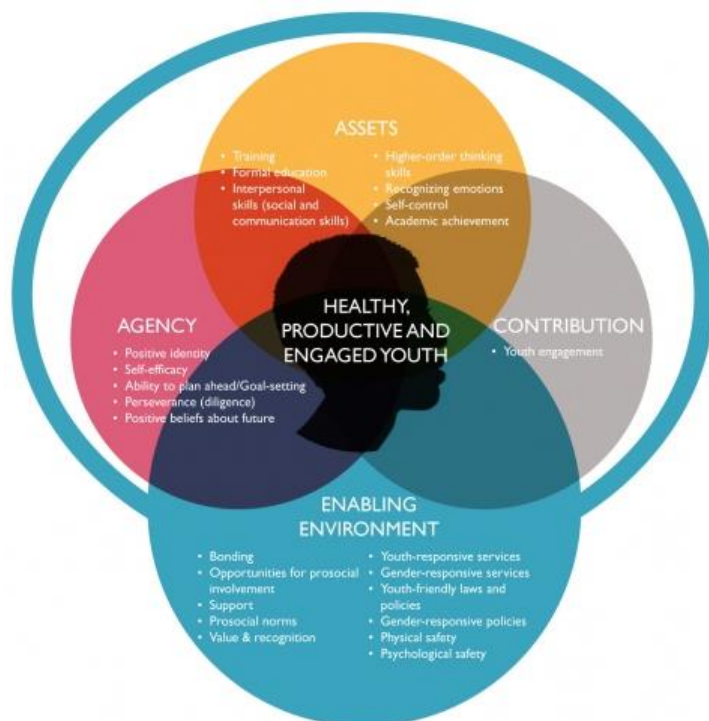 ASSETS
• Training
• Formal education
• Interpersonal
skills (social and
communication skills)
• Higher-order thinking
skills
• Recognizing emotions
• Self-control
• Academic achievement
AGENCY
• Positive identity
• Self-efficacy
• Ability to plan ahead/Goal-setting
• Perseverance (diligence)
• Positive beliefs about future
HEALTHY,
PRODUCTIVE AND
ENGAGED YOUTH
CONTRIBUTION
• Youth engagement
ENABLING
ENVIRONMENT
• Bonding
• Opportunities for prosocial
involvement
• Support
• Prosocial norms
• Value & recognition
• Youth-responsive services
• Gender-responsive services
• Youth-friendly laws and
policies
• Gender-responsive policies
• Physical safety
• Psychological safety